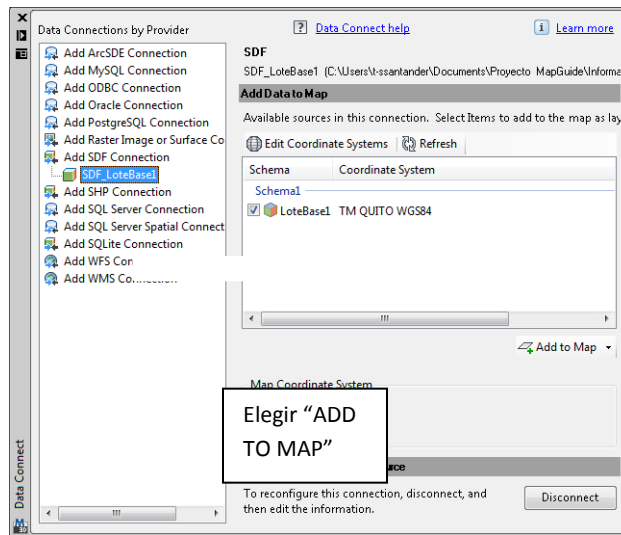 Data Connections by Provider
Add ArcSDE Connection
Add MySQL Connection
Add ODBC Connection
Add Oracle Connection
Add PostgreSQL Connection
Add Raster Image or Surface Co
Add SDF Connection
SDF_LoteBase1
Add SHP Connection
Add SQL Server Connection
Add SQL Server Spatial Connect
Add SQLite Connection
Add WFS Con
Add WMS
Data Connect help
Learn more
SDF
SDF_LoteBase1 (C:\Users\t-ssantander\Documents\Proyecto MapGuide\Informa
Add Data to Map
Available sources in this connection. Select Items to add to the map as lay
Edit Coordinate Systems
Refresh
Schema Coordinate System
Schema1
LoteBase1 TM QUITO WGS84
Add to Map
Map Coordinate System
Elegir “ADD
TO MAP”
To reconfigure this connection, disconnect, and
then edit the information.
Disconnect
Data Connect